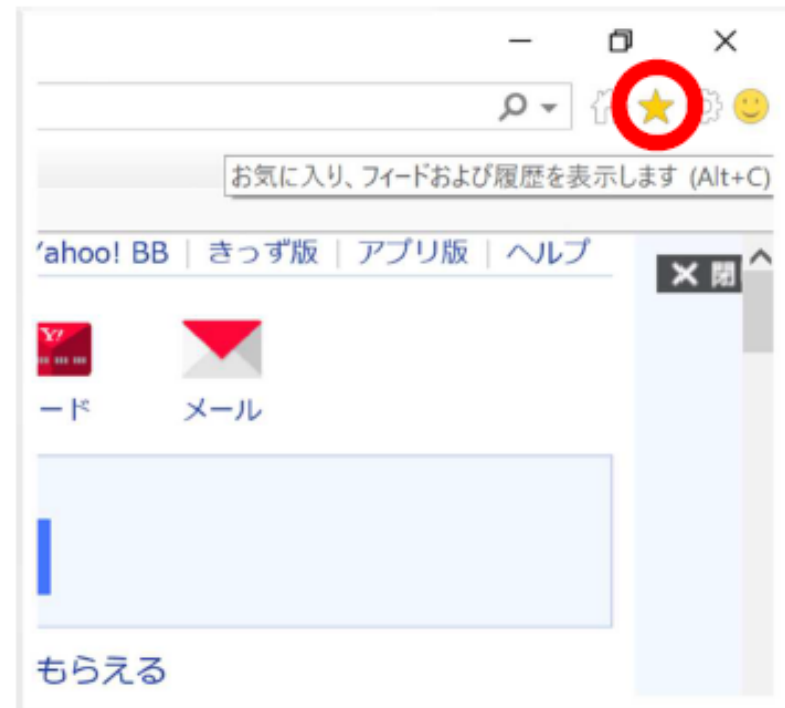 お気に入り、フィードおよび履歴を表示します (Alt+C)
Yahoo! BB | きっず版 | アプリ版 | ヘルプ
閉
Y!
ード メール
もらえる